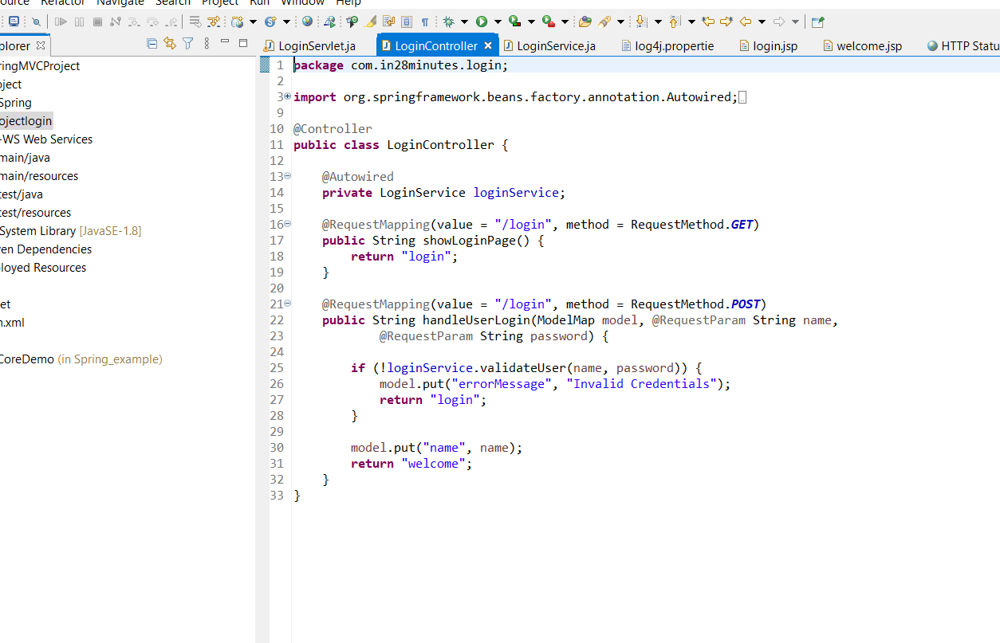 ource Refactor Navigate Search Project Run Window Help
plorer
LoginServlet.ja LoginController LoginService.ja log4j.propertie login.jsp welcome.jsp HTTP Statu
ringMVCProject
oject
Spring
ojectlogin
-WS Web Services
main/java
main/resources
test/java
test/resources
System Library [JavaSE-1.8]
ven Dependencies
loyed Resources
et
n.xml
CoreDemo (in Spring_example)
1 package com.in28minutes.login;
2
3 import org.springframework.beans.factory.annotation.Autowired;
9
10 @Controller
11 public class LoginController {
12
13 @Autowired
14 private LoginService loginService;
15
16 @RequestMapping(value = "/login", method = RequestMethod.GET)
17 public String showLoginPage() {
18 return "login";
19 }
20
21 @RequestMapping(value = "/login", method = RequestMethod.POST)
22 public String handleUserLogin(ModelMap model, @RequestParam String name,
23 @RequestParam String password) {
24
25 if (!loginService.validateUser(name, password)) {
26 model.put("errorMessage", "Invalid Credentials");
27 return "login";
28 }
29
30 model.put("name", name);
31 return "welcome";
32 }
33 }